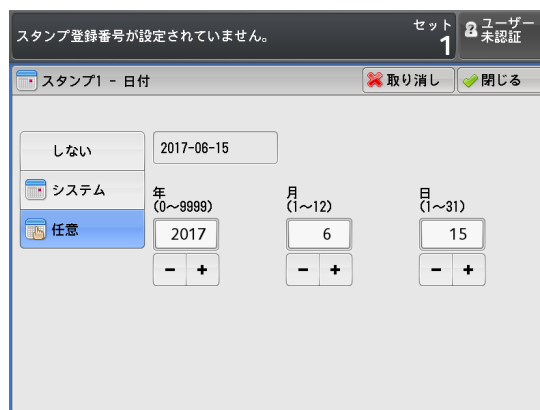 スタンプ登録番号が設定されていません。
セット
1
ユーザー
未認証
スタンプ1 - 日付
取り消し
閉じる
しない
2017-06-15
システム
任意
年
(0～9999)
月
(1～12)
日
(1～31)
2017
6
15
- +
- +
- +